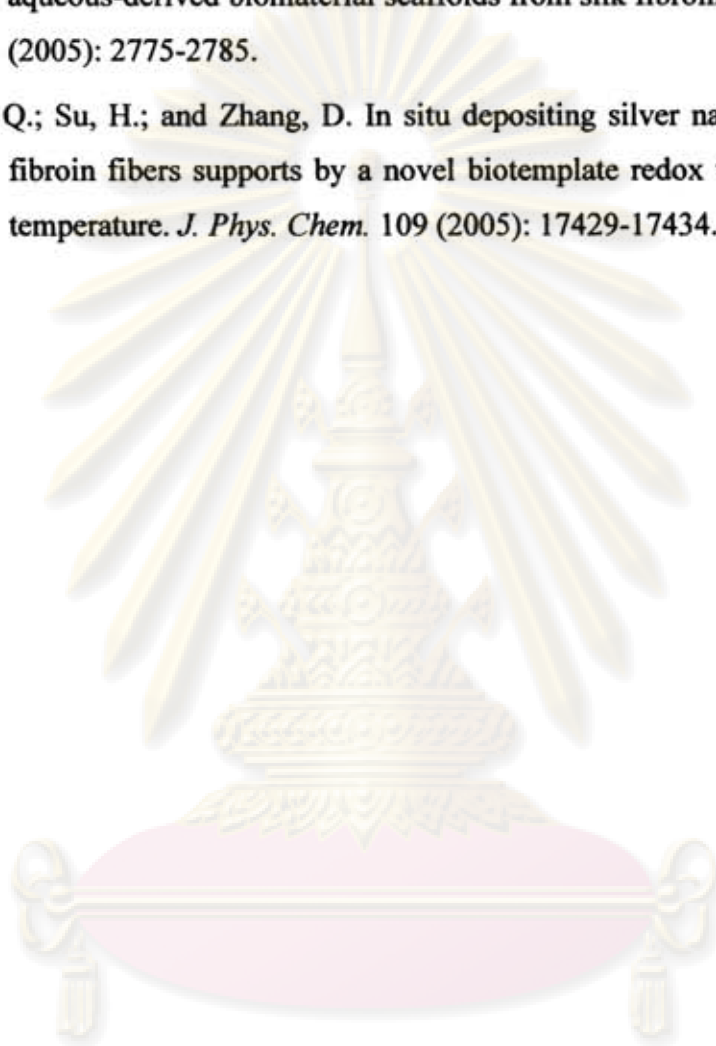 aqueous-derived biomaterial scaffolds from silk fibroin
(2005): 2775-2785.
Q.; Su, H.; and Zhang, D. In situ depositing silver na
fibroin fibers supports by a novel biotemplate redox
temperature. J. Phys. Chem. 109 (2005): 17429-17434.